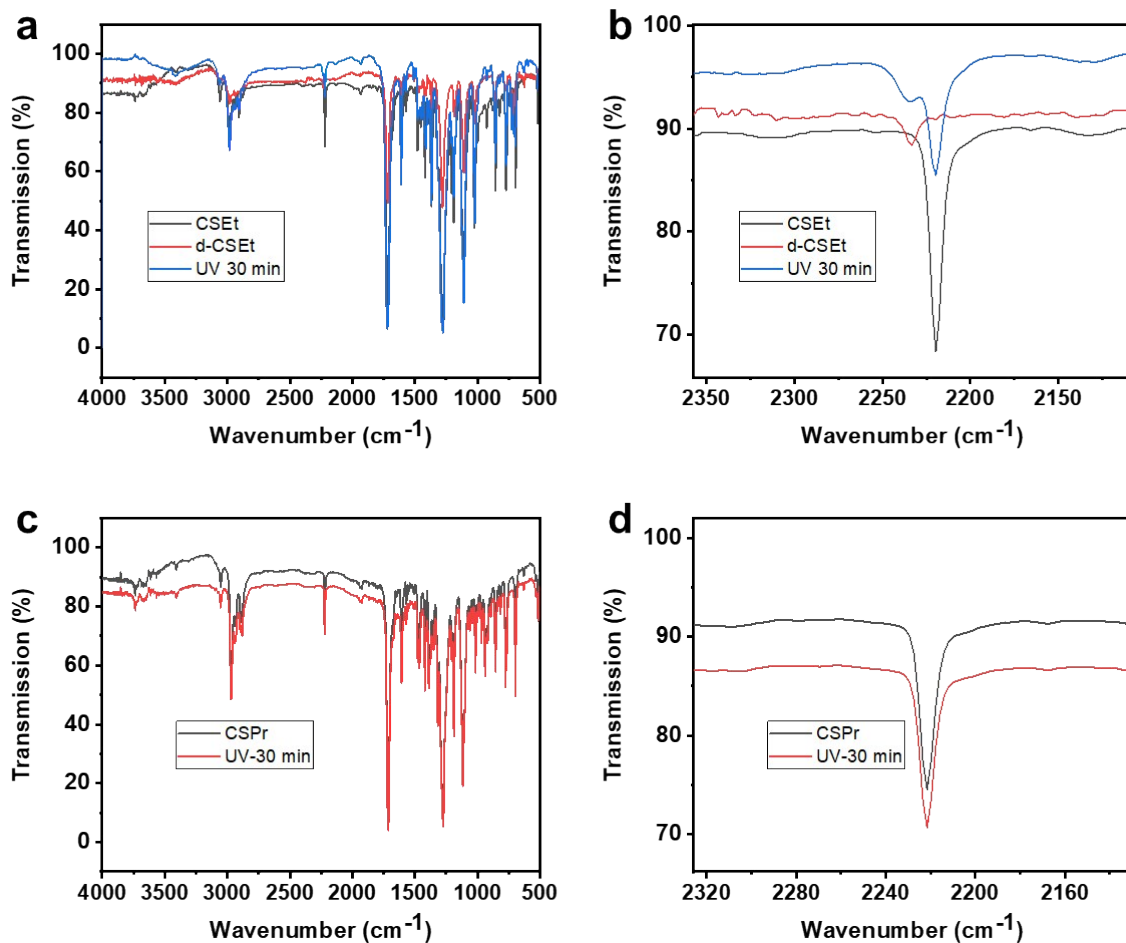 a
100
80
60
40
20
0
Transmission (%)
CSEt
d-CSEt
UV 30 min
4000 3500 3000 2500 2000 1500 1000 500
Wavenumber (cm⁻¹)
b
100
90
80
70
Transmission (%)
CSEt
d-CSEt
UV 30 min
2350 2300 2250 2200 2150
Wavenumber (cm⁻¹)
c
100
80
60
40
20
0
Transmission (%)
CSPr
UV-30 min
4000 3500 3000 2500 2000 1500 1000 500
Wavenumber (cm⁻¹)
d
100
90
80
70
Transmission (%)
CSPr
UV-30 min
2320 2280 2240 2200 2160
Wavenumber (cm⁻¹)